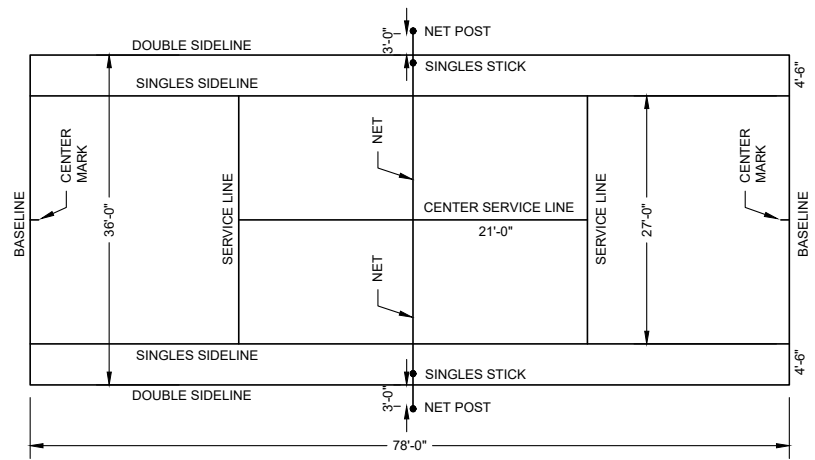 NET POST
3'-0"
DOUBLE SIDELINE
SINGLES STICK
4'-6"
SINGLES SIDELINE
CENTER
MARK
NET
CENTER
MARK
BASELINE
36'-0"
SERVICE LINE
CENTER SERVICE LINE
21'-0"
SERVICE LINE
27'-0"
BASELINE
NET
SINGLES SIDELINE
4'-6"
SINGLES STICK
DOUBLE SIDELINE
3'-0"
NET POST
78'-0"